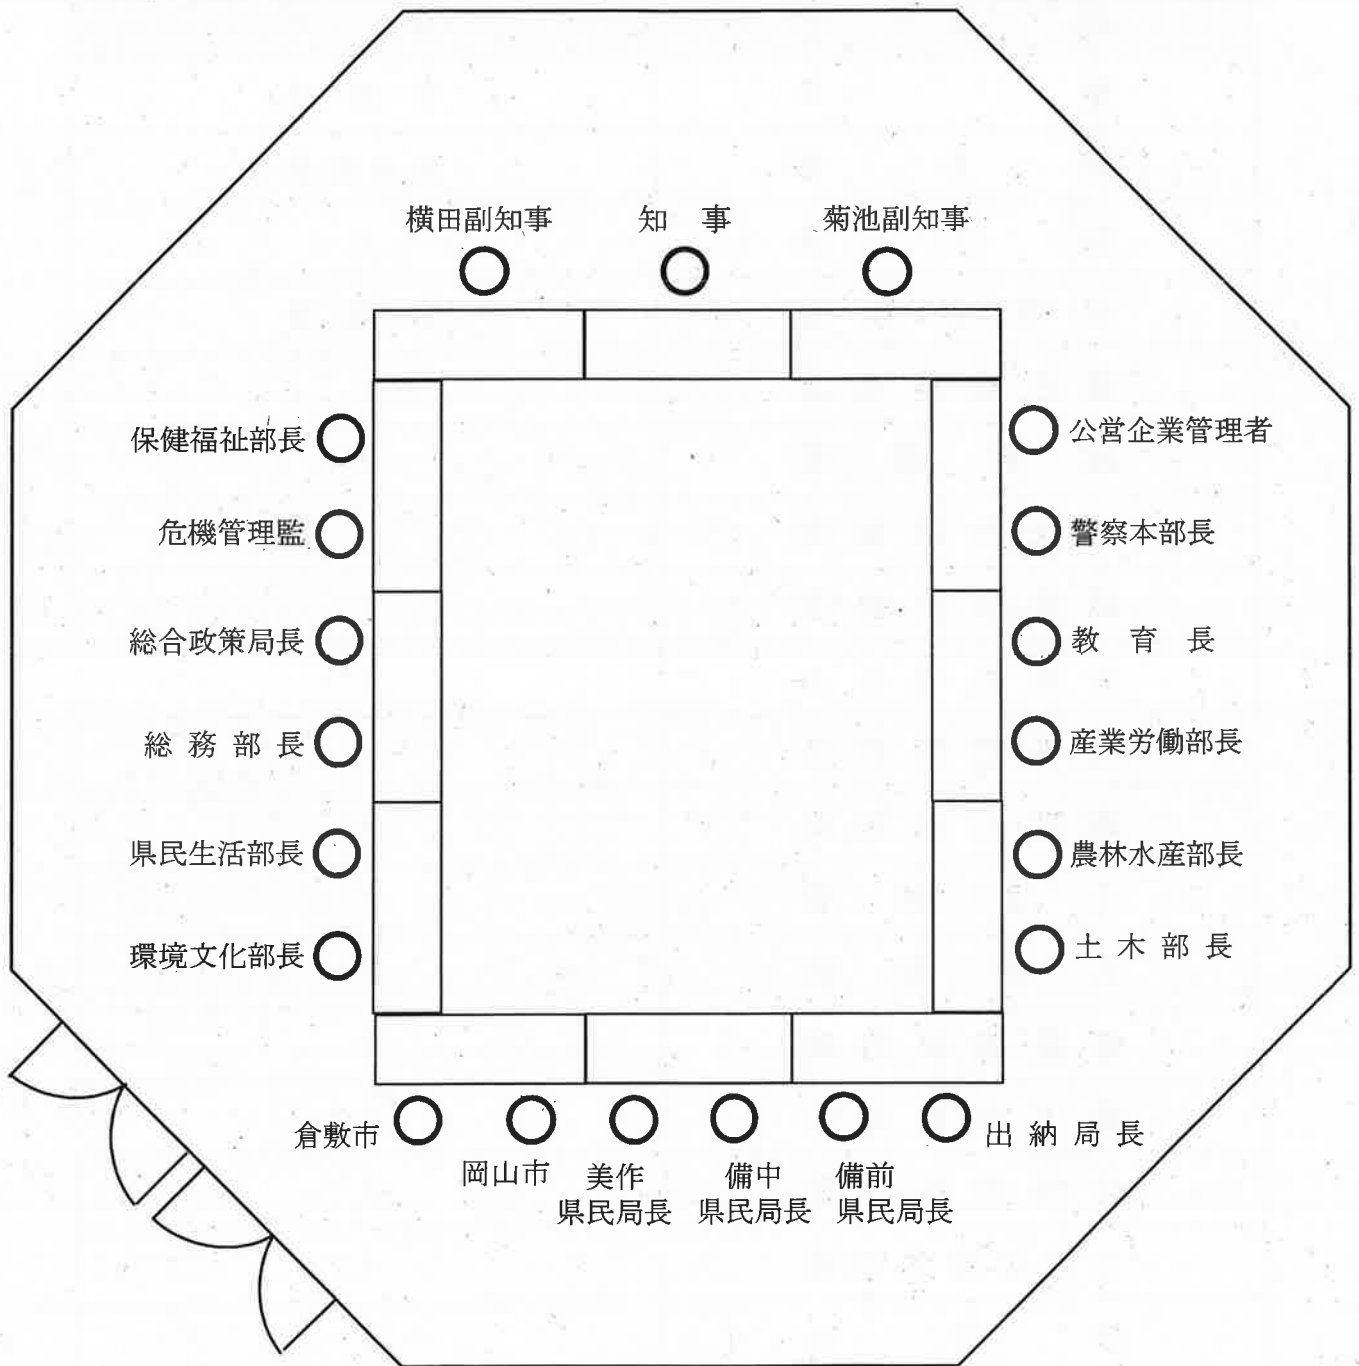 横田副知事
知　事
菊池副知事
保健福祉部長
公営企業管理者
危機管理監
警察本部長
総合政策局長
教　育　長
総 務 部 長
産業労働部長
県民生活部長
農林水産部長
環境文化部長
土 木 部 長
倉敷市
岡山市
美作
県民局長
備中
県民局長
備前
県民局長
出 納 局 長